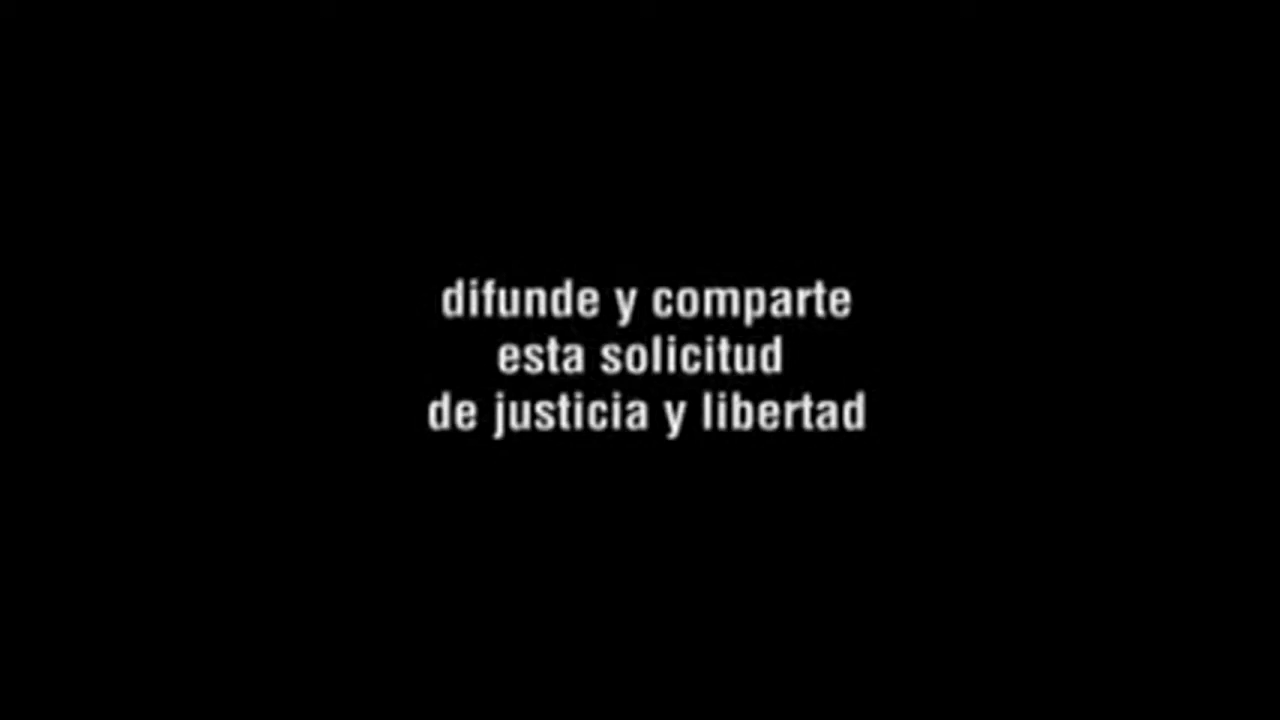 difunde y comparte
esta solicitud
de justicia y libertad